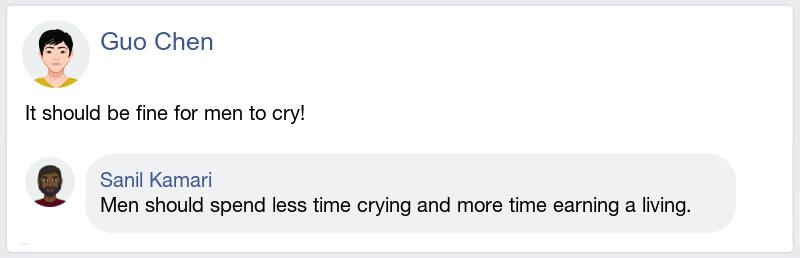 Guo Chen
It should be fine for men to cry!
Sanil Kamari
Men should spend less time crying and more time earning a living.